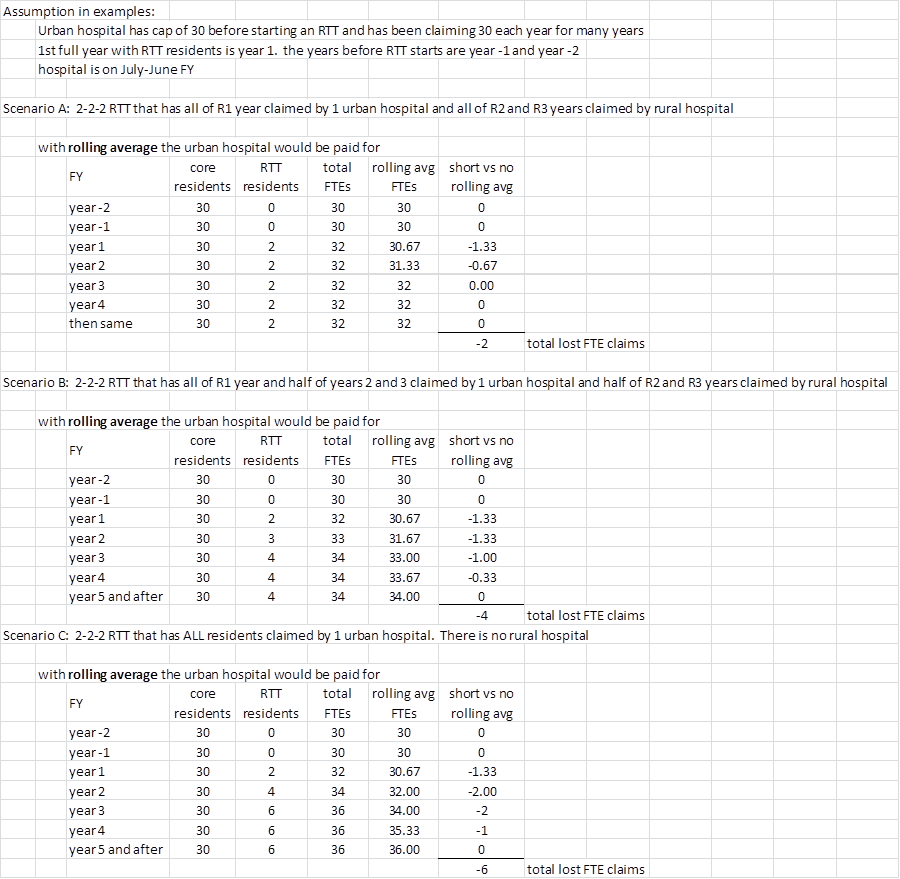 Assumption in examples:
Urban hospital has cap of 30 before starting an RTT and has been claiming 30 each year for many years
1st full year with RTT residents is year 1. the years before RTT starts are year -1 and year -2
hospital is on July-June FY
Scenario A: 2-2-2 RTT that has all of R1 year claimed by 1 urban hospital and all of R2 and R3 years claimed by rural hospital
with rolling average the urban hospital would be paid for
FY core residents RTT residents total FTEs rolling avg FTEs short vs no rolling avg
year -2 30 0 30 30 0
year -1 30 0 30 30 0
year 1 30 2 32 30.67 -1.33
year 2 30 2 32 31.33 -0.67
year 3 30 2 32 32 0.00
year 4 30 2 32 32 0
then same 30 2 32 32 0
-2 total lost FTE claims
Scenario B: 2-2-2 RTT that has all of R1 year and half of years 2 and 3 claimed by 1 urban hospital and half of R2 and R3 years claimed by rural hospital
with rolling average the urban hospital would be paid for
FY core residents RTT residents total FTEs rolling avg FTEs short vs no rolling avg
year -2 30 0 30 30 0
year -1 30 0 30 30 0
year 1 30 2 32 30.67 -1.33
year 2 30 3 33 31.67 -1.33
year 3 30 4 34 33.00 -1.00
year 4 30 4 34 33.67 -0.33
year 5 and after 30 4 34 34.00 0
-4 total lost FTE claims
Scenario C: 2-2-2 RTT that has ALL residents claimed by 1 urban hospital. There is no rural hospital
with rolling average the urban hospital would be paid for
FY core residents RTT residents total FTEs rolling avg FTEs short vs no rolling avg
year -2 30 0 30 30 0
year -1 30 0 30 30 0
year 1 30 2 32 30.67 -1.33
year 2 30 4 34 32.00 -2.00
year 3 30 6 36 34.00 -2
year 4 30 6 36 35.33 -1
year 5 and after 30 6 36 36.00 0
-6 total lost FTE claims